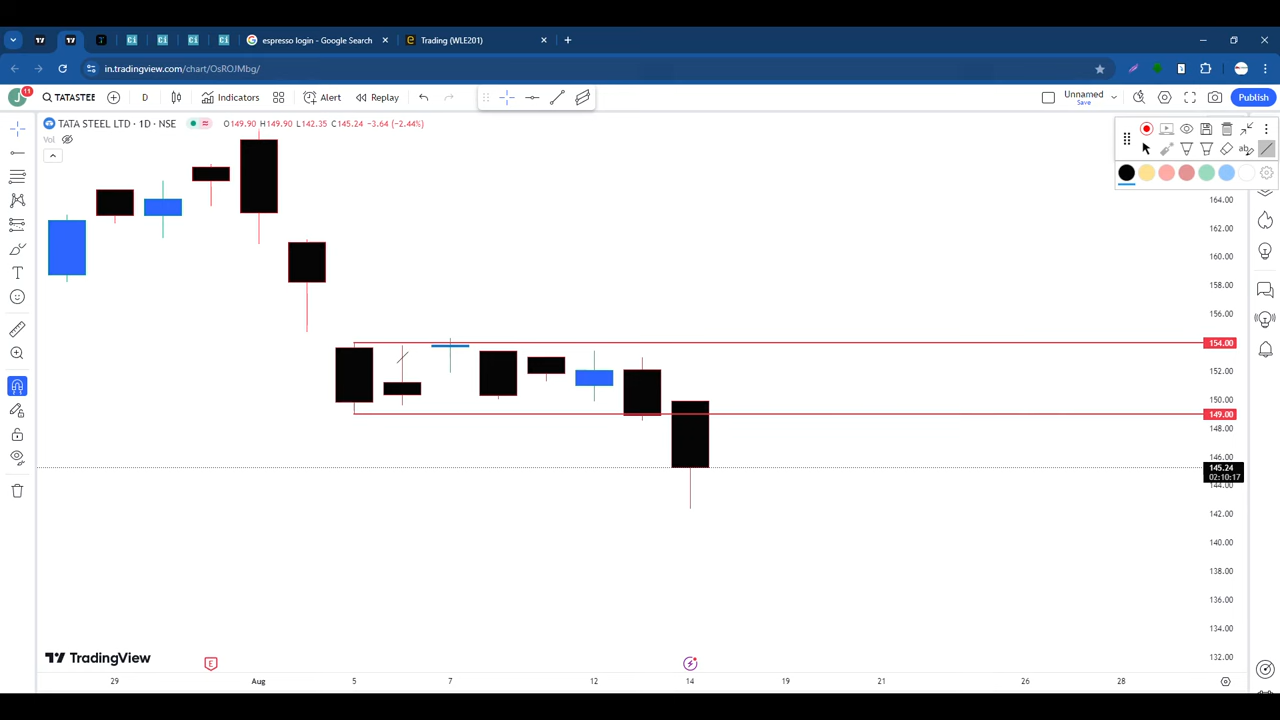 espresso login - Google Search
Trading (WLE201)
in.tradingview.com/chart/OsROJMbg/
J 11 TATASTEE D Indicators Alert Replay Unnamed Save Publish
TATA STEEL LTD · 1D · NSE O149.90 H149.90 L142.35 C145.24 -3.64 (-2.44%)
Vol
164.00
162.00
160.00
158.00
156.00
154.00
152.00
150.00
149.00
148.00
146.00
145.24
02:10:17
144.00
142.00
140.00
138.00
136.00
134.00
132.00
TradingView
E
29 Aug 5 7 12 14 19 21 26 28